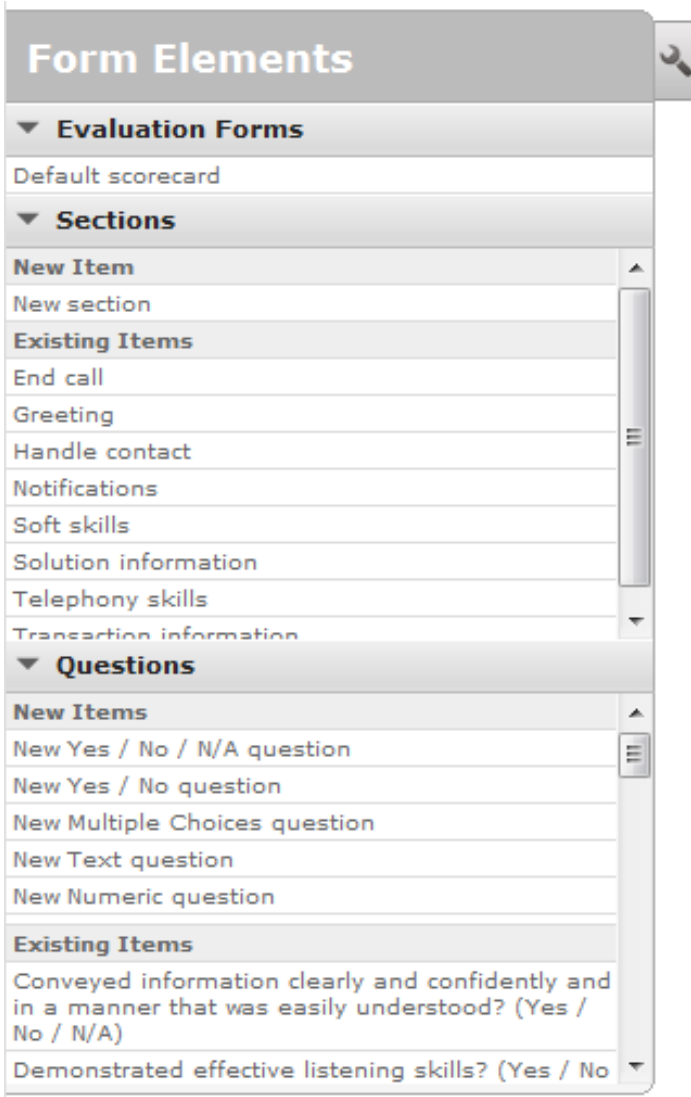 Form Elements
Evaluation Forms
Default scorecard
Sections
New Item
New section
Existing Items
End call
Greeting
Handle contact
Notifications
Soft skills
Solution information
Telephony skills
Transaction information
Questions
New Items
New Yes / No / N/A question
New Yes / No question
New Multiple Choices question
New Text question
New Numeric question
Existing Items
Conveyed information clearly and confidently and
in a manner that was easily understood? (Yes /
No / N/A)
Demonstrated effective listening skills? (Yes / No